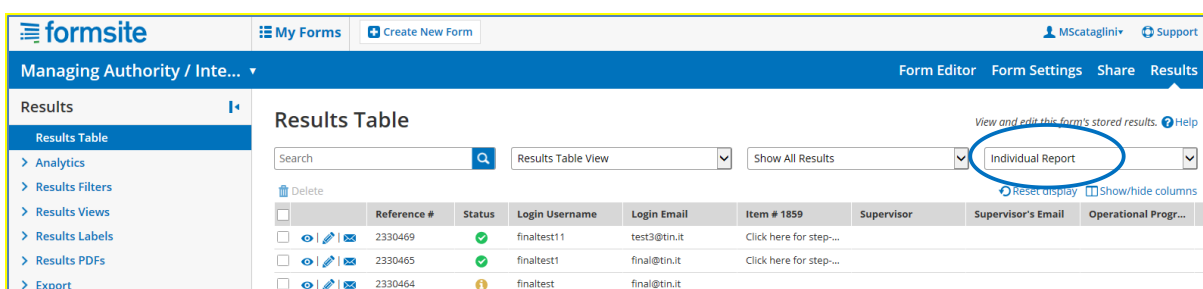 formsite My Forms Create New Form MScataglini Support
Managing Authority / Inte... Form Editor Form Settings Share Results
Results
Results Table
View and edit this form's stored results. Help
Results Table
Analytics
Search Results Table View Show All Results Individual Report
Results Filters
Delete Reset display Show/hide columns
Results Views
Reference # Status Login Username Login Email Item # 1859 Supervisor Supervisor's Email Operational Progr...
Results Labels
2330469 finaltest11 test3@tin.it Click here for step-...
Results PDFs
2330465 finaltest1 final@tin.it Click here for step-...
Export
2330464 finaltest final@tin.it